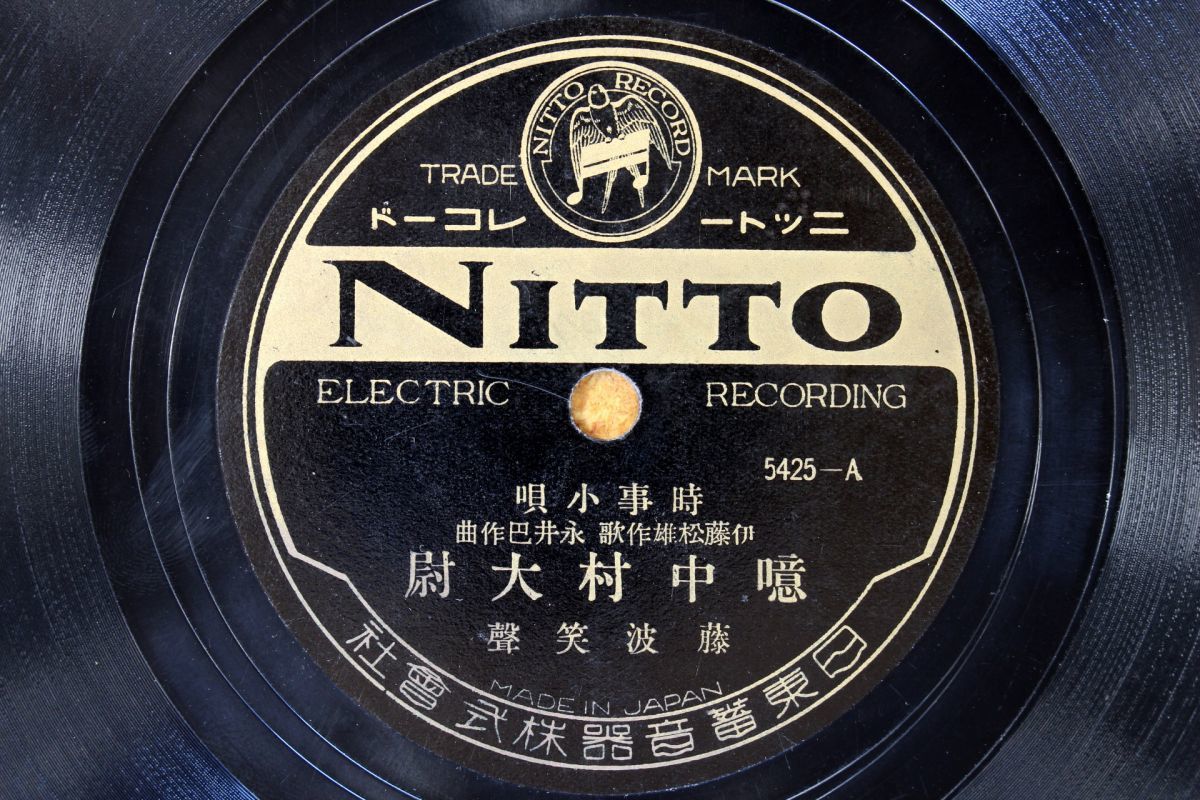 NITTO RECORD
TRADE MARK
ニットー レコード
NITTO
ELECTRIC RECORDING
5425-A
時事小唄
伊藤松雄作歌 永井巴作曲
噫中村大尉
藤波笑聲
MADE IN JAPAN
日東蓄音器株式會社